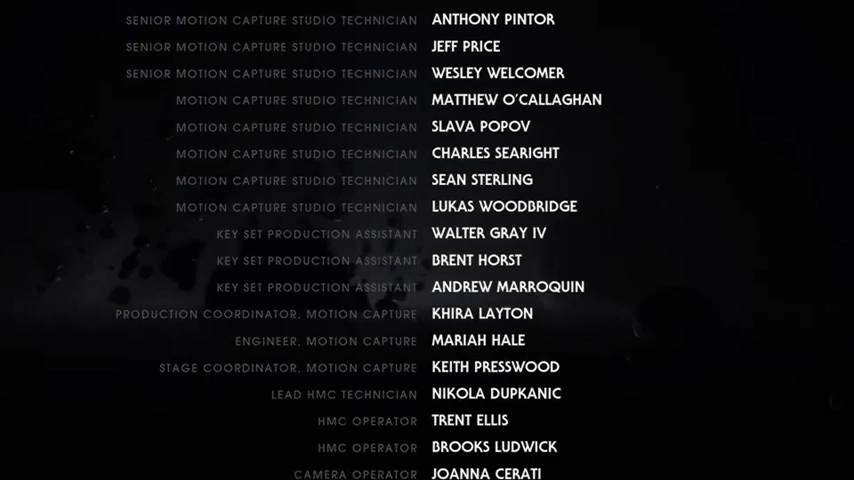 SENIOR MOTION CAPTURE STUDIO TECHNICIAN ANTHONY PINTOR
SENIOR MOTION CAPTURE STUDIO TECHNICIAN JEFF PRICE
SENIOR MOTION CAPTURE STUDIO TECHNICIAN WESLEY WELCOMER
MOTION CAPTURE STUDIO TECHNICIAN MATTHEW O'CALLAGHAN
MOTION CAPTURE STUDIO TECHNICIAN SLAVA POPOV
MOTION CAPTURE STUDIO TECHNICIAN CHARLES SEARIGHT
MOTION CAPTURE STUDIO TECHNICIAN SEAN STERLING
MOTION CAPTURE STUDIO TECHNICIAN LUKAS WOODBRIDGE
KEY SET PRODUCTION ASSISTANT WALTER GRAY IV
KEY SET PRODUCTION ASSISTANT BRENT HORST
KEY SET PRODUCTION ASSISTANT ANDREW MARROQUIN
PRODUCTION COORDINATOR, MOTION CAPTURE KHIRA LAYTON
ENGINEER, MOTION CAPTURE MARIAH HALE
STAGE COORDINATOR, MOTION CAPTURE KEITH PRESSWOOD
LEAD HMC TECHNICIAN NIKOLA DUPKANIC
HMC OPERATOR TRENT ELLIS
HMC OPERATOR BROOKS LUDWICK
CAMERA OPERATOR JOANNA CERATI